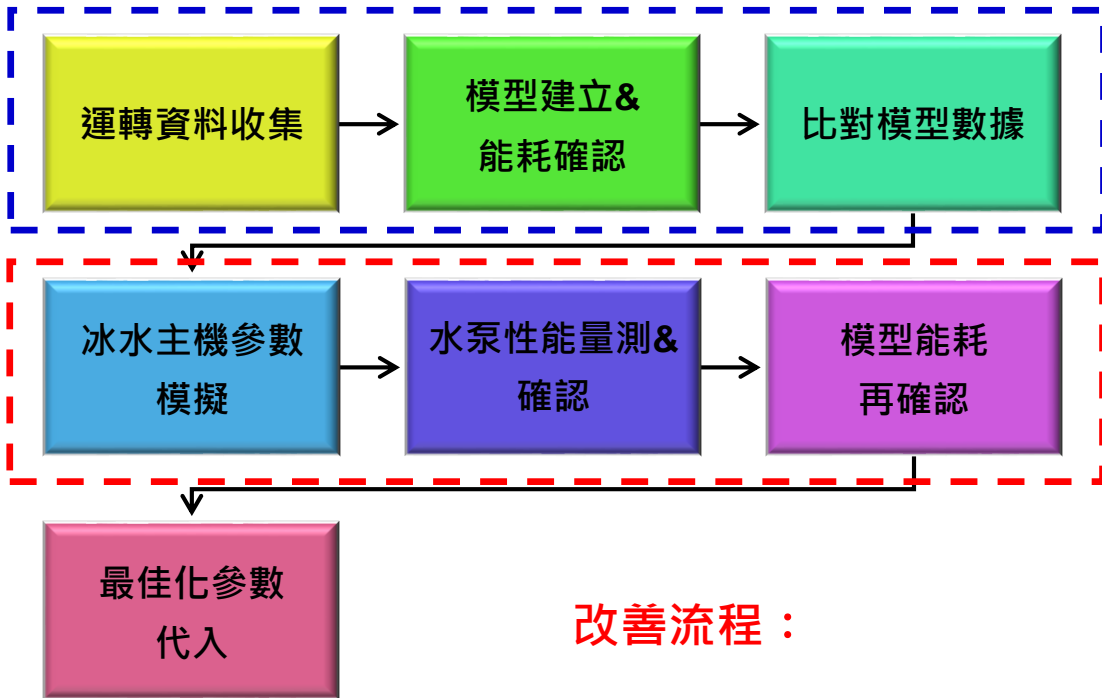 運轉資料收集
模型建立&
能耗確認
比對模型數據
冰水主機參數
模擬
水泵性能量測&
確認
模型能耗
再確認
最佳化參數
代入
改善流程：